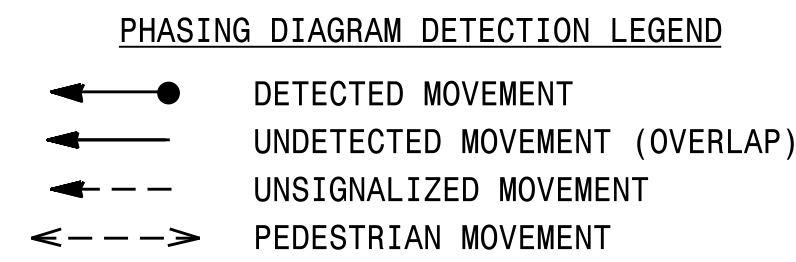 PHASING DIAGRAM DETECTION LEGEND
DETECTED MOVEMENT
UNDETECTED MOVEMENT (OVERLAP)
UNSIGNALIZED MOVEMENT
PEDESTRIAN MOVEMENT